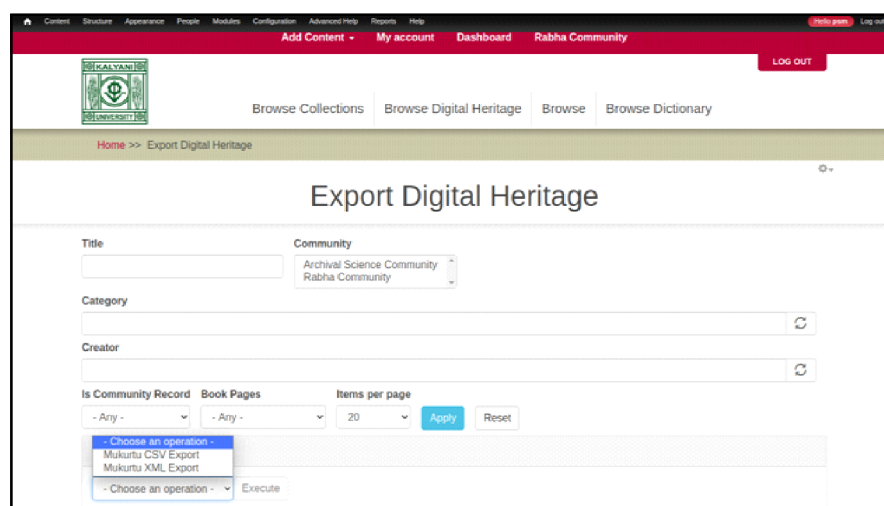 Content Structure Appearance People Modules Configuration Advanced Help Reports Help Hello psm Log out
Add Content My account Dashboard Rabha Community
LOG OUT
KALYANI
UNIVERSITY
Browse Collections Browse Digital Heritage Browse Browse Dictionary
Home >> Export Digital Heritage
Export Digital Heritage
Title Community
Archival Science Community
Rabha Community
Category
Creator
Is Community Record Book Pages Items per page
- Any - - Any - 20 Apply Reset
- Choose an operation -
Mukurtu CSV Export
Mukurtu XML Export
- Choose an operation - Execute